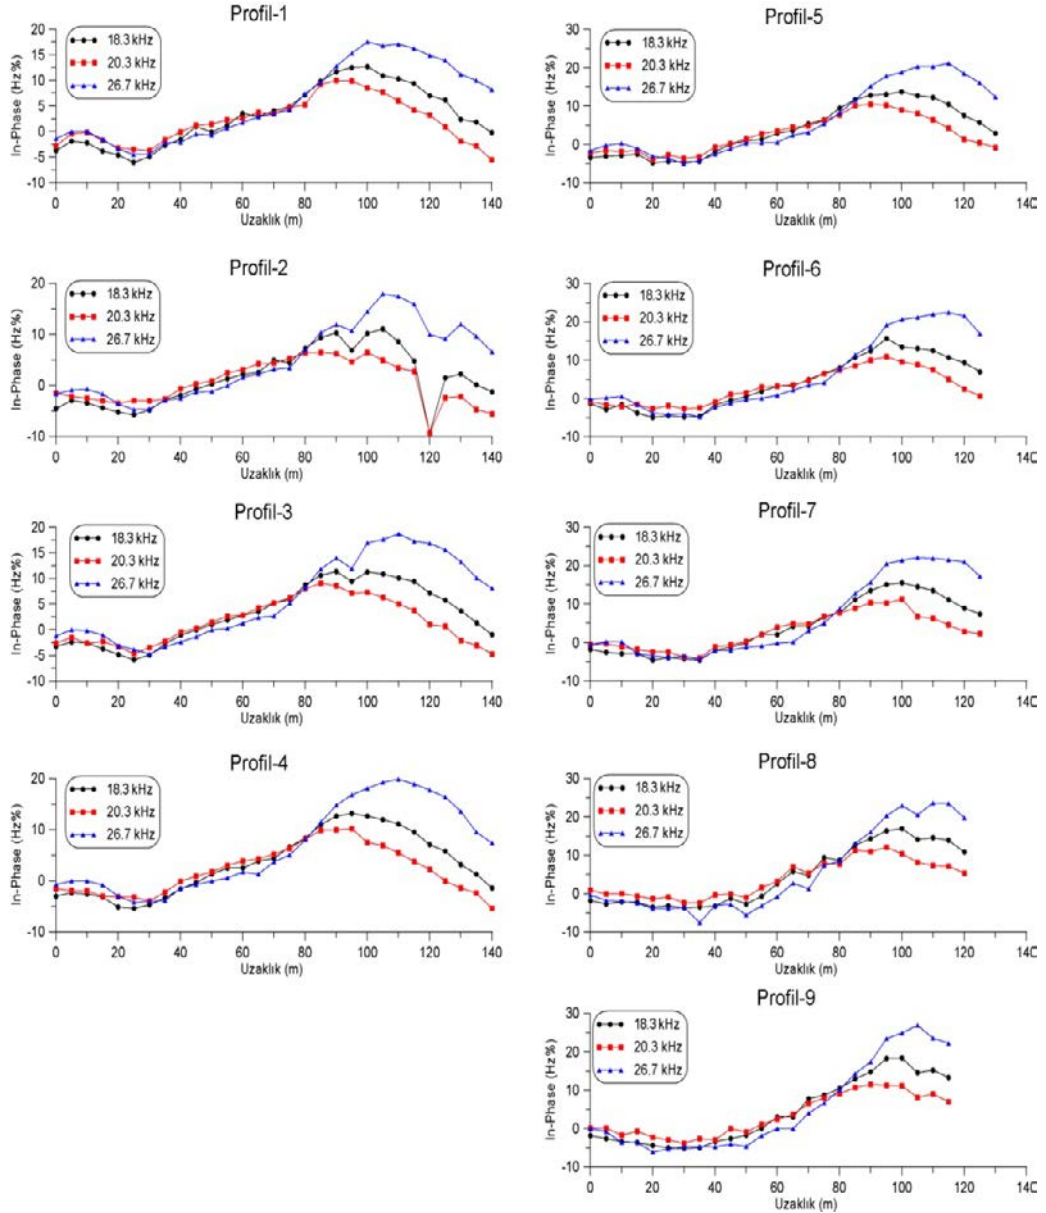 Profil-1
18.3 kHz
20.3 kHz
26.7 kHz
In-Phase (Hz%)
20
15
10
5
0
-5
-10
0 20 40 60 80 100 120 140
Uzaklık (m)
Profil-2
18.3 kHz
20.3 kHz
26.7 kHz
In-Phase (Hz%)
20
10
0
-10
0 20 40 60 80 100 120 140
Uzaklık (m)
Profil-3
18.3 kHz
20.3 kHz
26.7 kHz
In-Phase (Hz%)
20
15
10
5
0
-5
-10
0 20 40 60 80 100 120 140
Uzaklık (m)
Profil-4
18.3 kHz
20.3 kHz
26.7 kHz
In-Phase (Hz%)
20
10
0
-10
0 20 40 60 80 100 120 140
Uzaklık (m)
Profil-5
18.3 kHz
20.3 kHz
26.7 kHz
In-Phase (Hz%)
30
20
10
0
-10
0 20 40 60 80 100 120 140
Uzaklık (m)
Profil-6
18.3 kHz
20.3 kHz
26.7 kHz
In-Phase (Hz%)
30
20
10
0
-10
0 20 40 60 80 100 120 140
Uzaklık (m)
Profil-7
18.3 kHz
20.3 kHz
26.7 kHz
In-Phase (Hz%)
30
20
10
0
-10
0 20 40 60 80 100 120 140
Uzaklık (m)
Profil-8
18.3 kHz
20.3 kHz
26.7 kHz
In-Phase (Hz%)
30
20
10
0
-10
0 20 40 60 80 100 120 140
Uzaklık (m)
Profil-9
18.3 kHz
20.3 kHz
26.7 kHz
In-Phase (Hz%)
30
20
10
0
-10
0 20 40 60 80 100 120 140
Uzaklık (m)